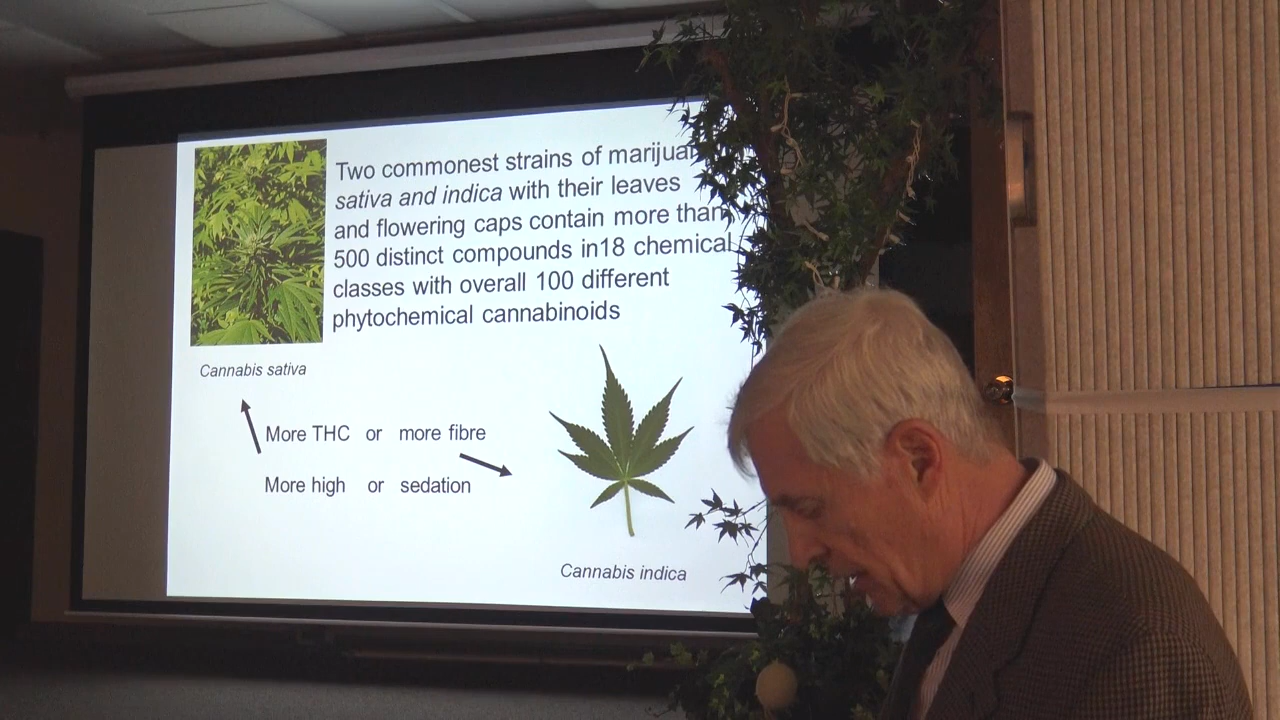 Two commonest strains of
sativa and indica with their leaves
and flowering caps contain more than
500 distinct compounds in18 chemical
classes with overall 100 different
phytochemical cannabinoids
Cannabis sativa
More THC or more fibre
More high or sedation
Cannabis indica